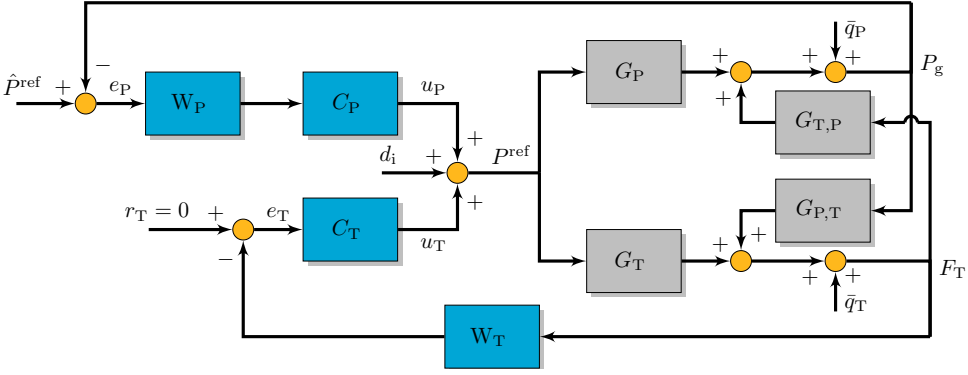 q̄_P
P̂^ref + − e_P W_P C_P u_P G_P + + + + P_g
+ G_T,P
d_i + + P^ref
r_T = 0 + − e_T C_T u_T + G_P,T
G_T + + + + F_T
q̄_T
W_T